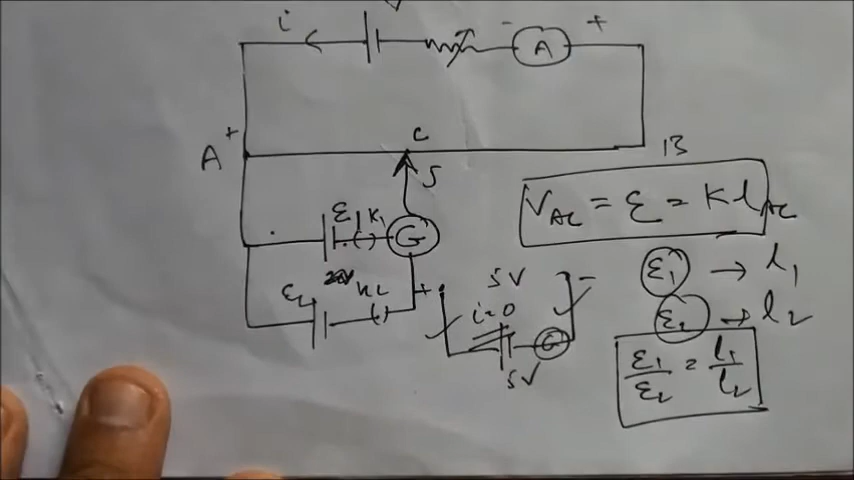 i V - A +
A + C B
S
ε1 K1 G
V_AC = ε = K l_AC
ε1 → l1
ε2 → l2
ε2 K2 +
5V -
i=0
G
5V
ε1/ε2 = l1/l2